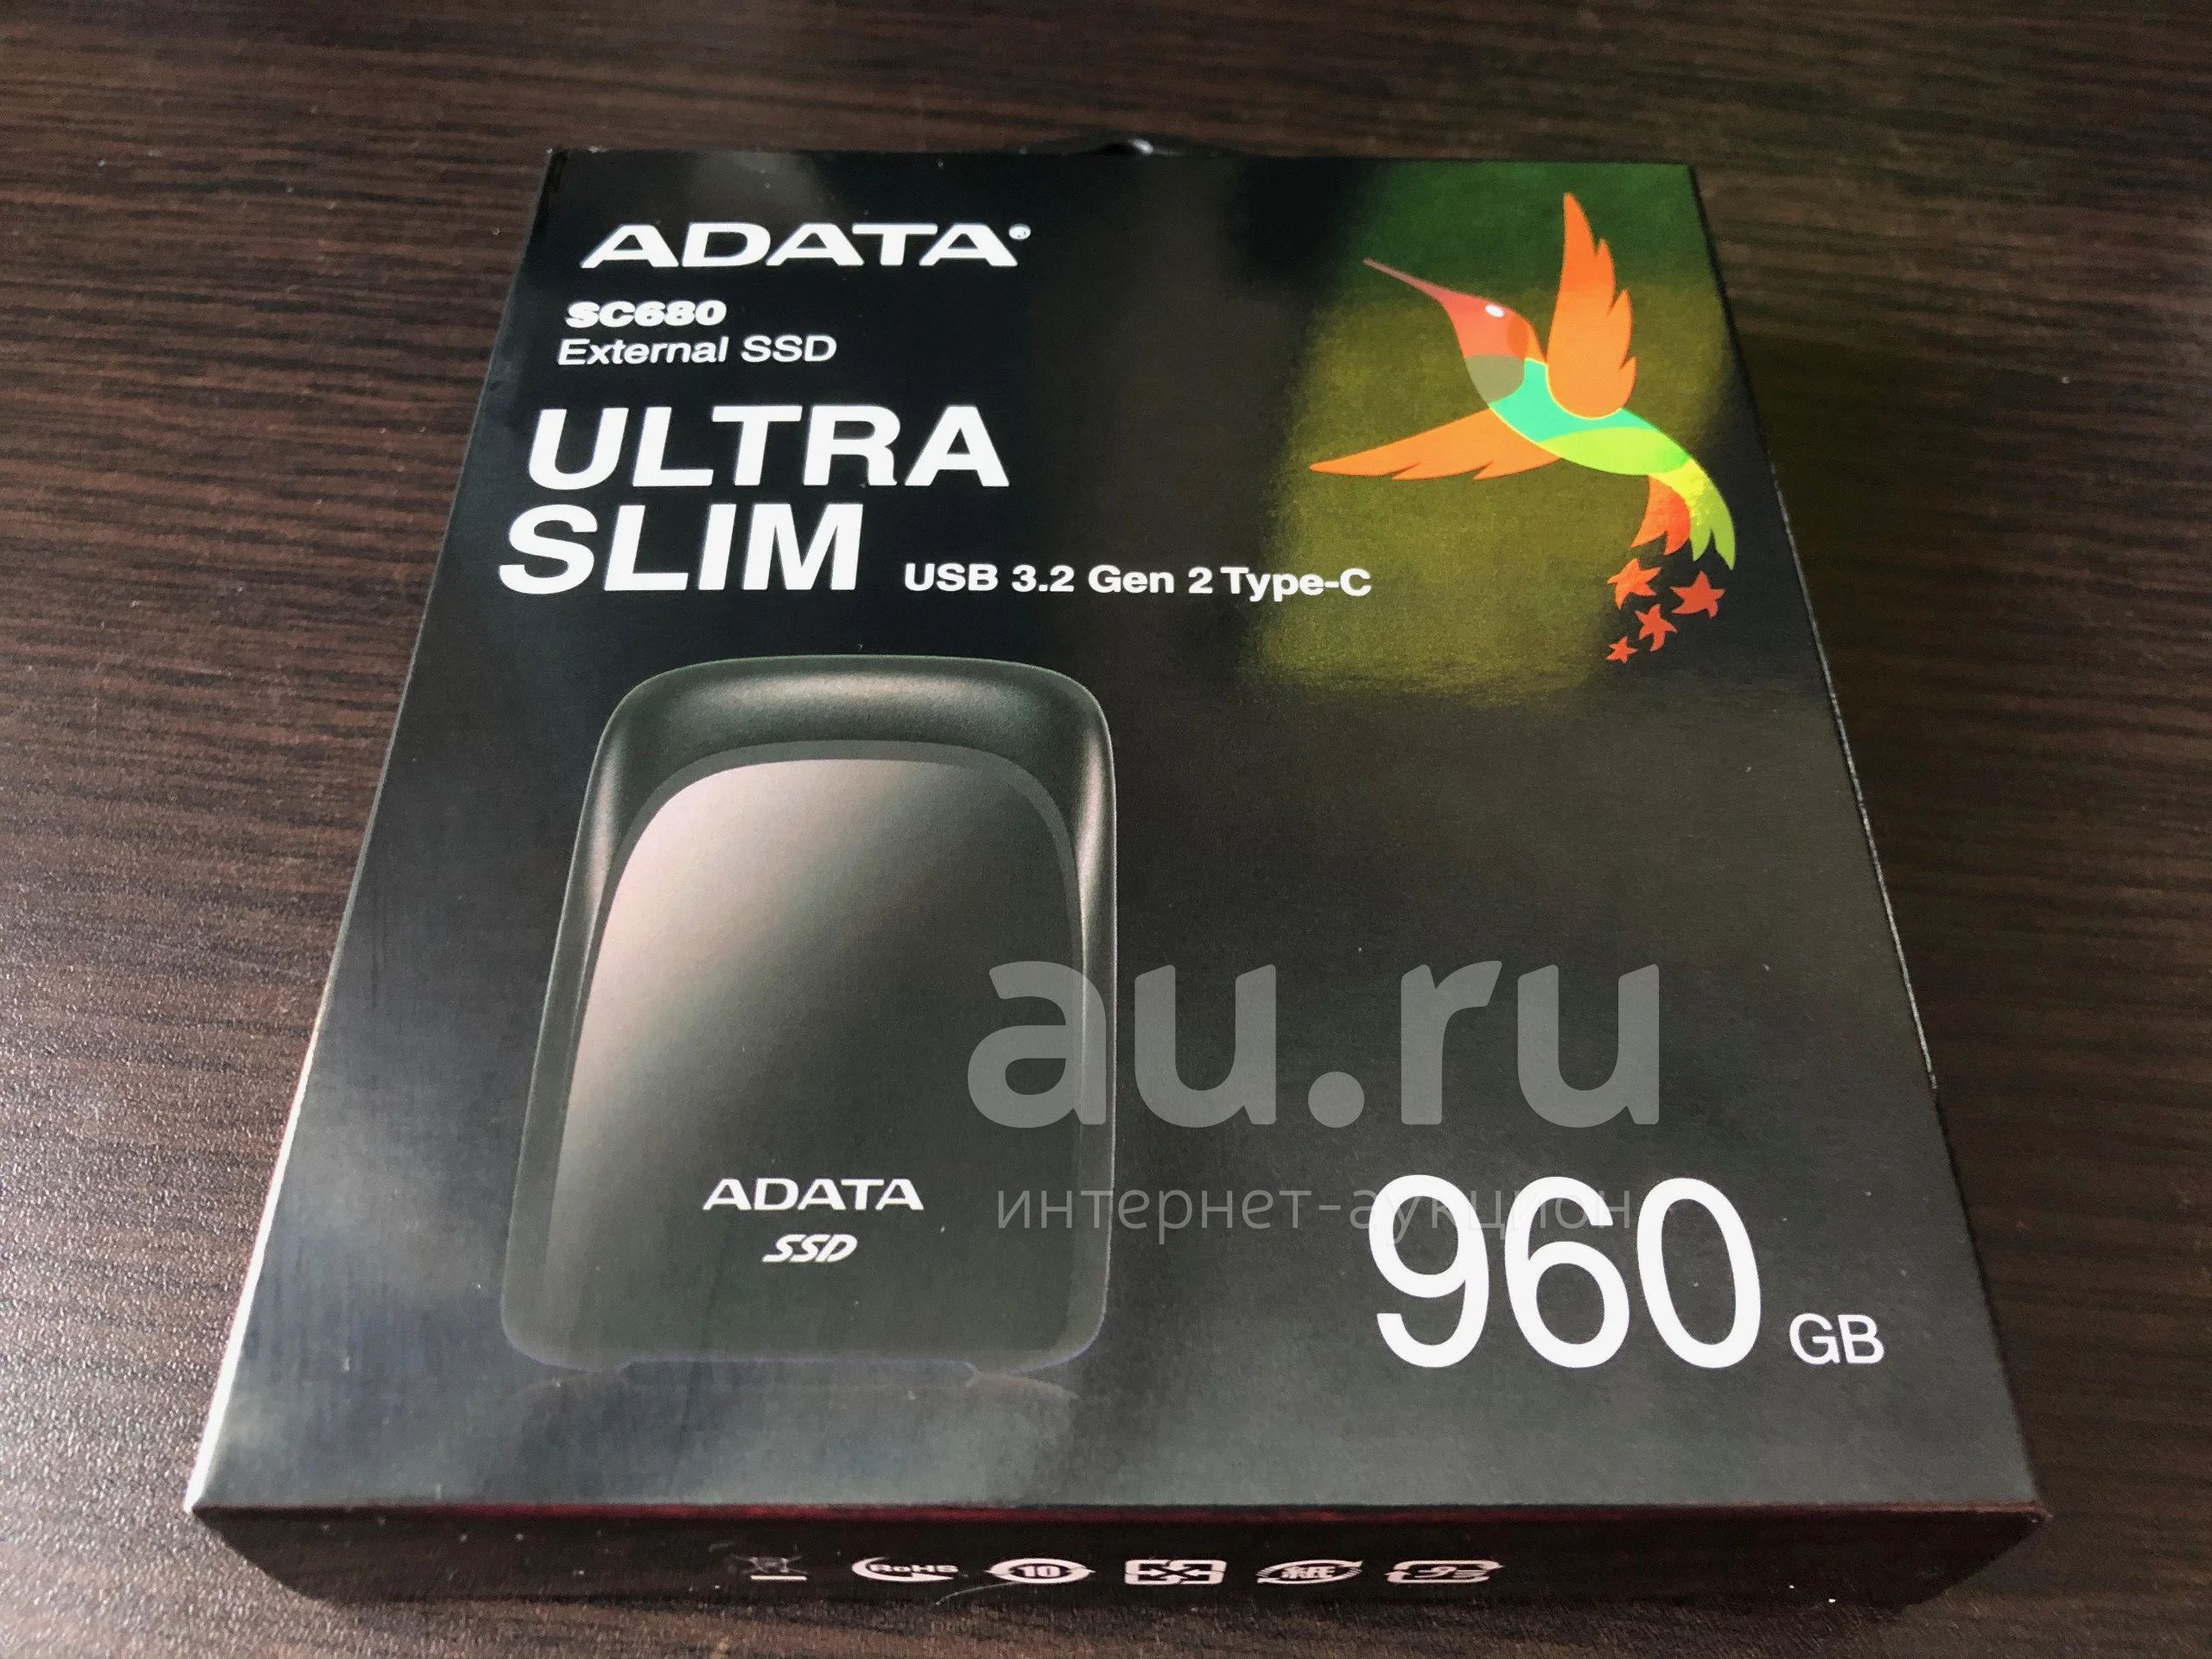 ADATA®
SC680
External SSD
ULTRA
SLIM USB 3.2 Gen 2 Type-C
au.ru
интернет-аукцион
ADATA
SSD
960 GB
RoHS 10 紙